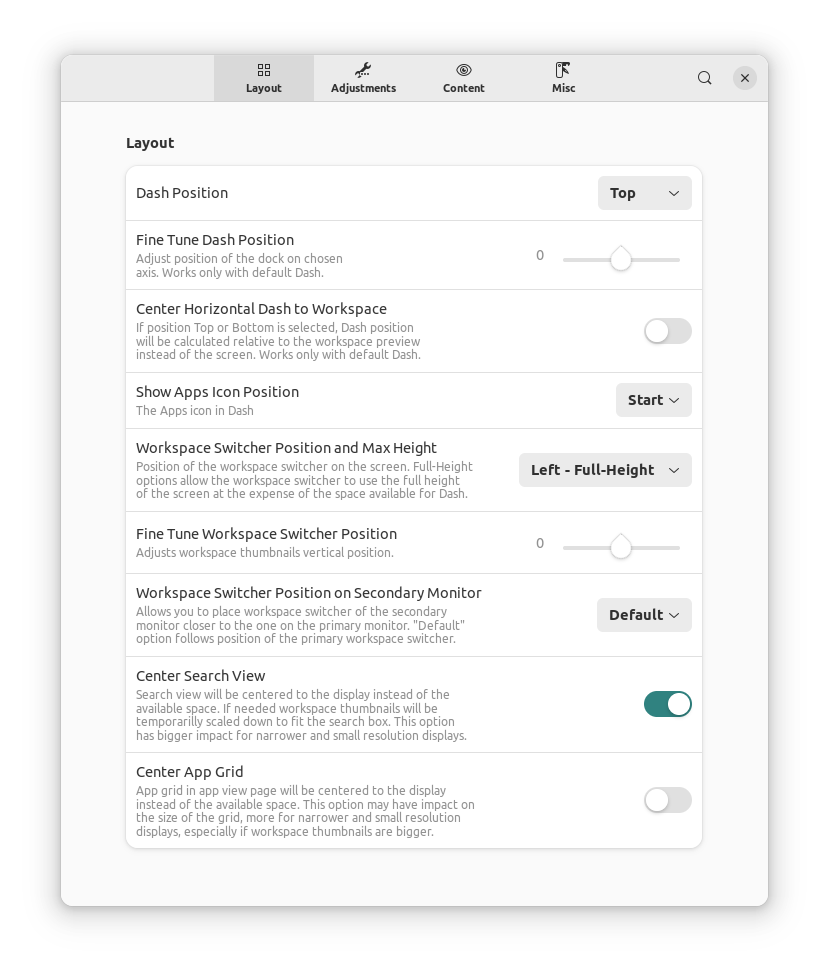 Layout
Adjustments
Content
Misc
Layout
Dash Position
Top
Fine Tune Dash Position
Adjust position of the dock on chosen
axis. Works only with default Dash.
0
Center Horizontal Dash to Workspace
If position Top or Bottom is selected, Dash position
will be calculated relative to the workspace preview
instead of the screen. Works only with default Dash.
Show Apps Icon Position
The Apps icon in Dash
Start
Workspace Switcher Position and Max Height
Position of the workspace switcher on the screen. Full-Height
options allow the workspace switcher to use the full height
of the screen at the expense of the space available for Dash.
Left - Full-Height
Fine Tune Workspace Switcher Position
Adjusts workspace thumbnails vertical position.
0
Workspace Switcher Position on Secondary Monitor
Allows you to place workspace switcher of the secondary
monitor closer to the one on the primary monitor. "Default"
option follows position of the primary workspace switcher.
Default
Center Search View
Search view will be centered to the display instead of the
available space. If needed workspace thumbnails will be
temporarilly scaled down to fit the search box. This option
has bigger impact for narrower and small resolution displays.
Center App Grid
App grid in app view page will be centered to the display
instead of the available space. This option may have impact on
the size of the grid, more for narrower and small resolution
displays, especially if workspace thumbnails are bigger.